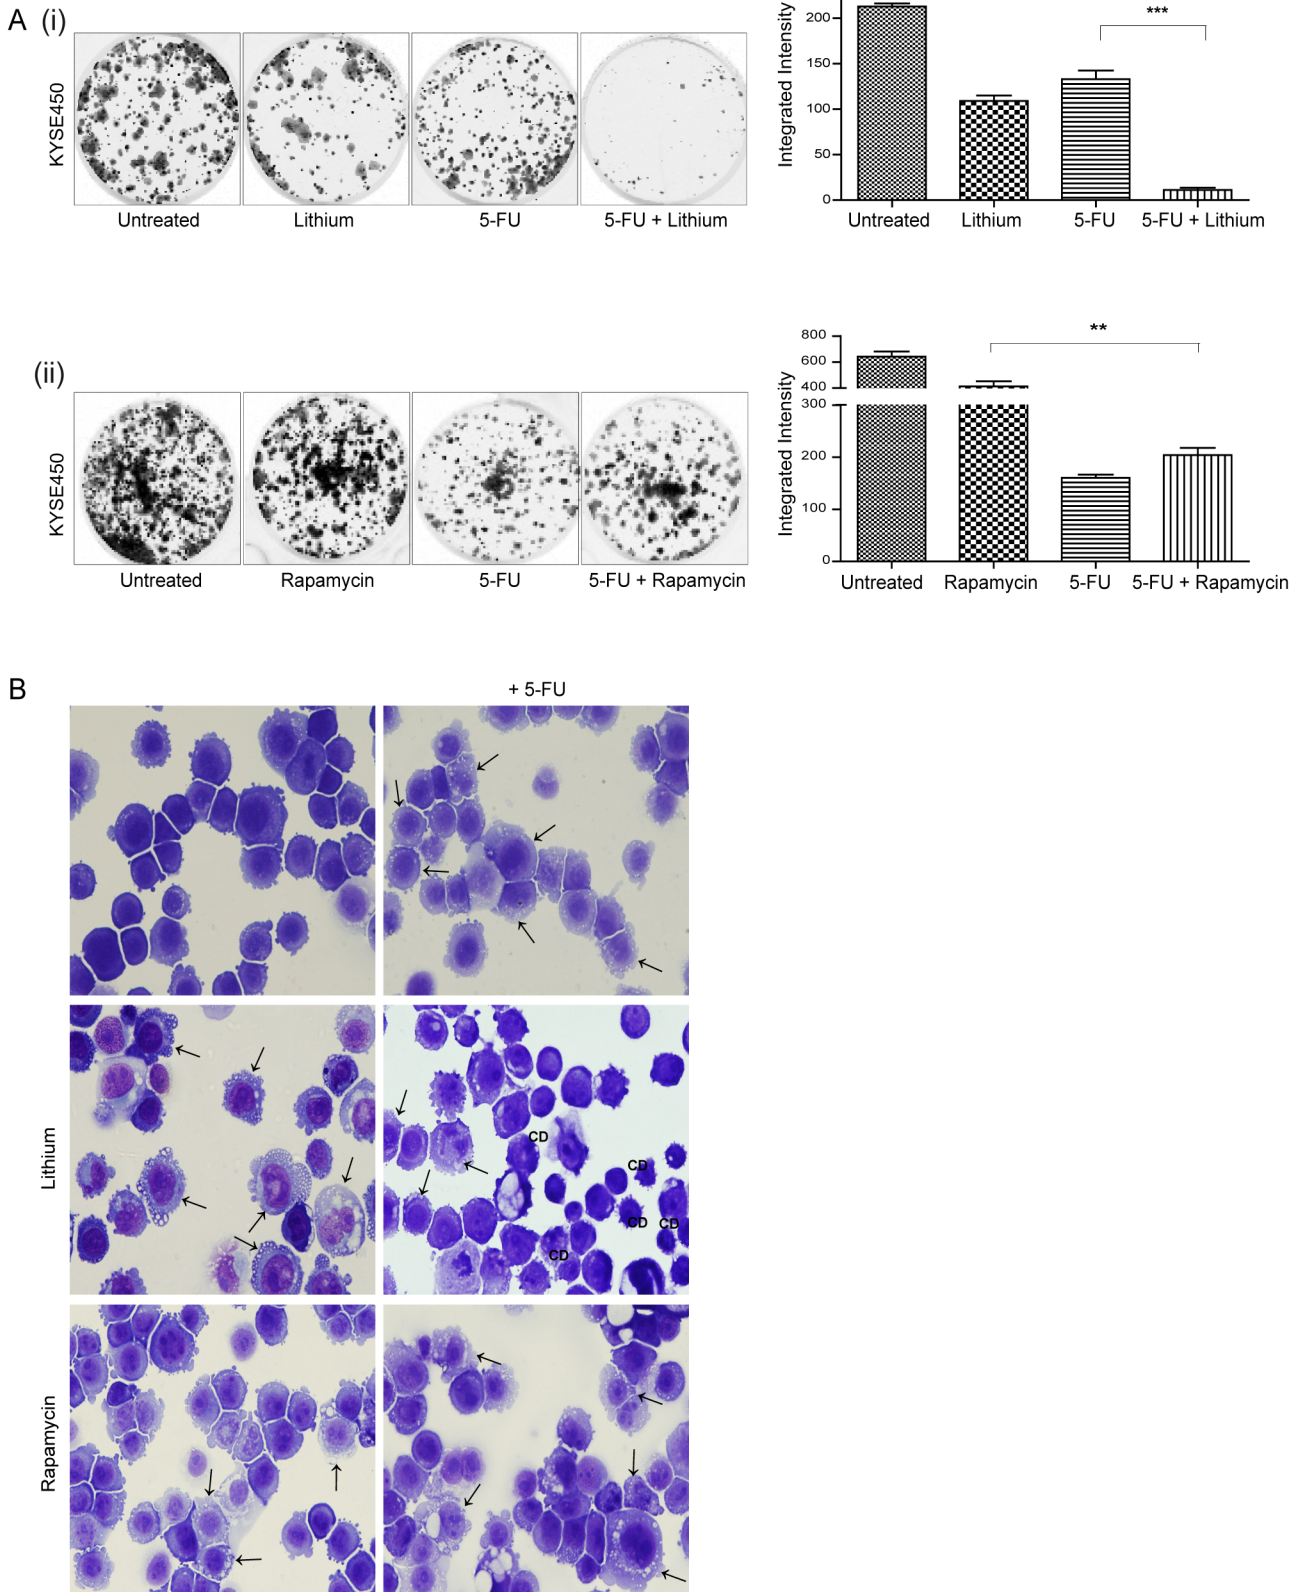 A (i)
KYSE450
Untreated
Lithium
5-FU
5-FU + Lithium
Integrated Intensity
200
150
100
50
0
***
Untreated
Lithium
5-FU
5-FU + Lithium
(ii)
KYSE450
Untreated
Rapamycin
5-FU
5-FU + Rapamycin
Integrated Intensity
800
600
400
300
200
100
0
**
Untreated
Rapamycin
5-FU
5-FU + Rapamycin
B
+ 5-FU
Lithium
CD
CD
CD
CD
CD
Rapamycin